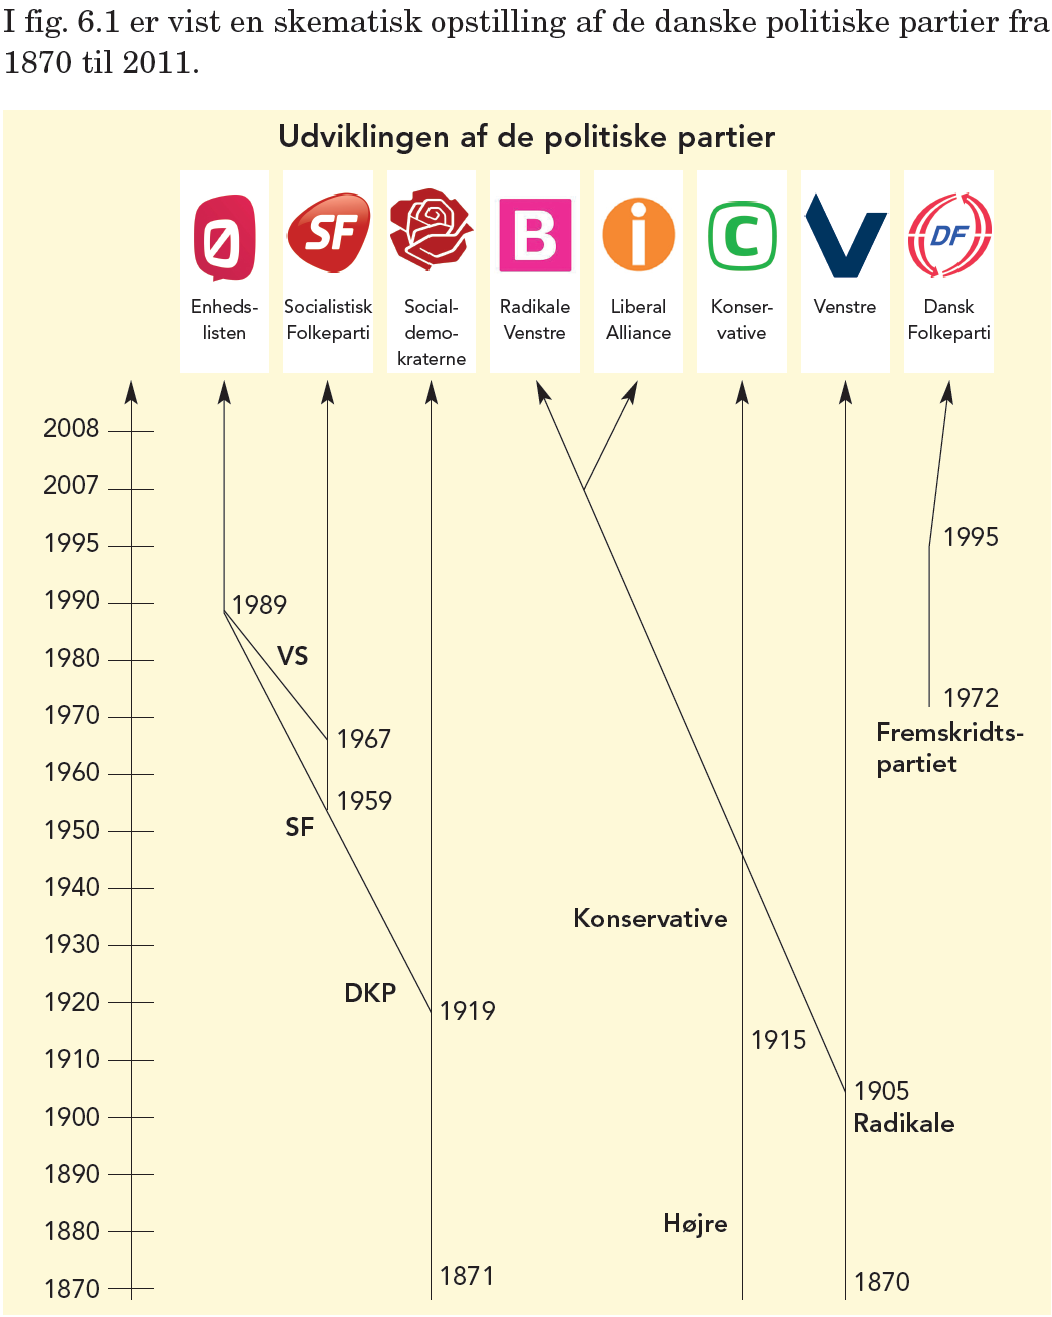 I fig. 6.1 er vist en skematisk opstilling af de danske politiske partier fra
1870 til 2011.
Udviklingen af de politiske partier
Ø
SF
B
i
C
V
DF
Enheds-
listen
Socialistisk
Folkeparti
Social-
demo-
kraterne
Radikale
Venstre
Liberal
Alliance
Konser-
vative
Venstre
Dansk
Folkeparti
2008
2007
1995
1995
1990
1989
1980
VS
1970
1972
Fremskridts-
partiet
1967
1960
1959
1950
SF
1940
1930
Konservative
1920
DKP
1919
1910
1915
1905
1900
Radikale
1890
1880
Højre
1870
1871
1870